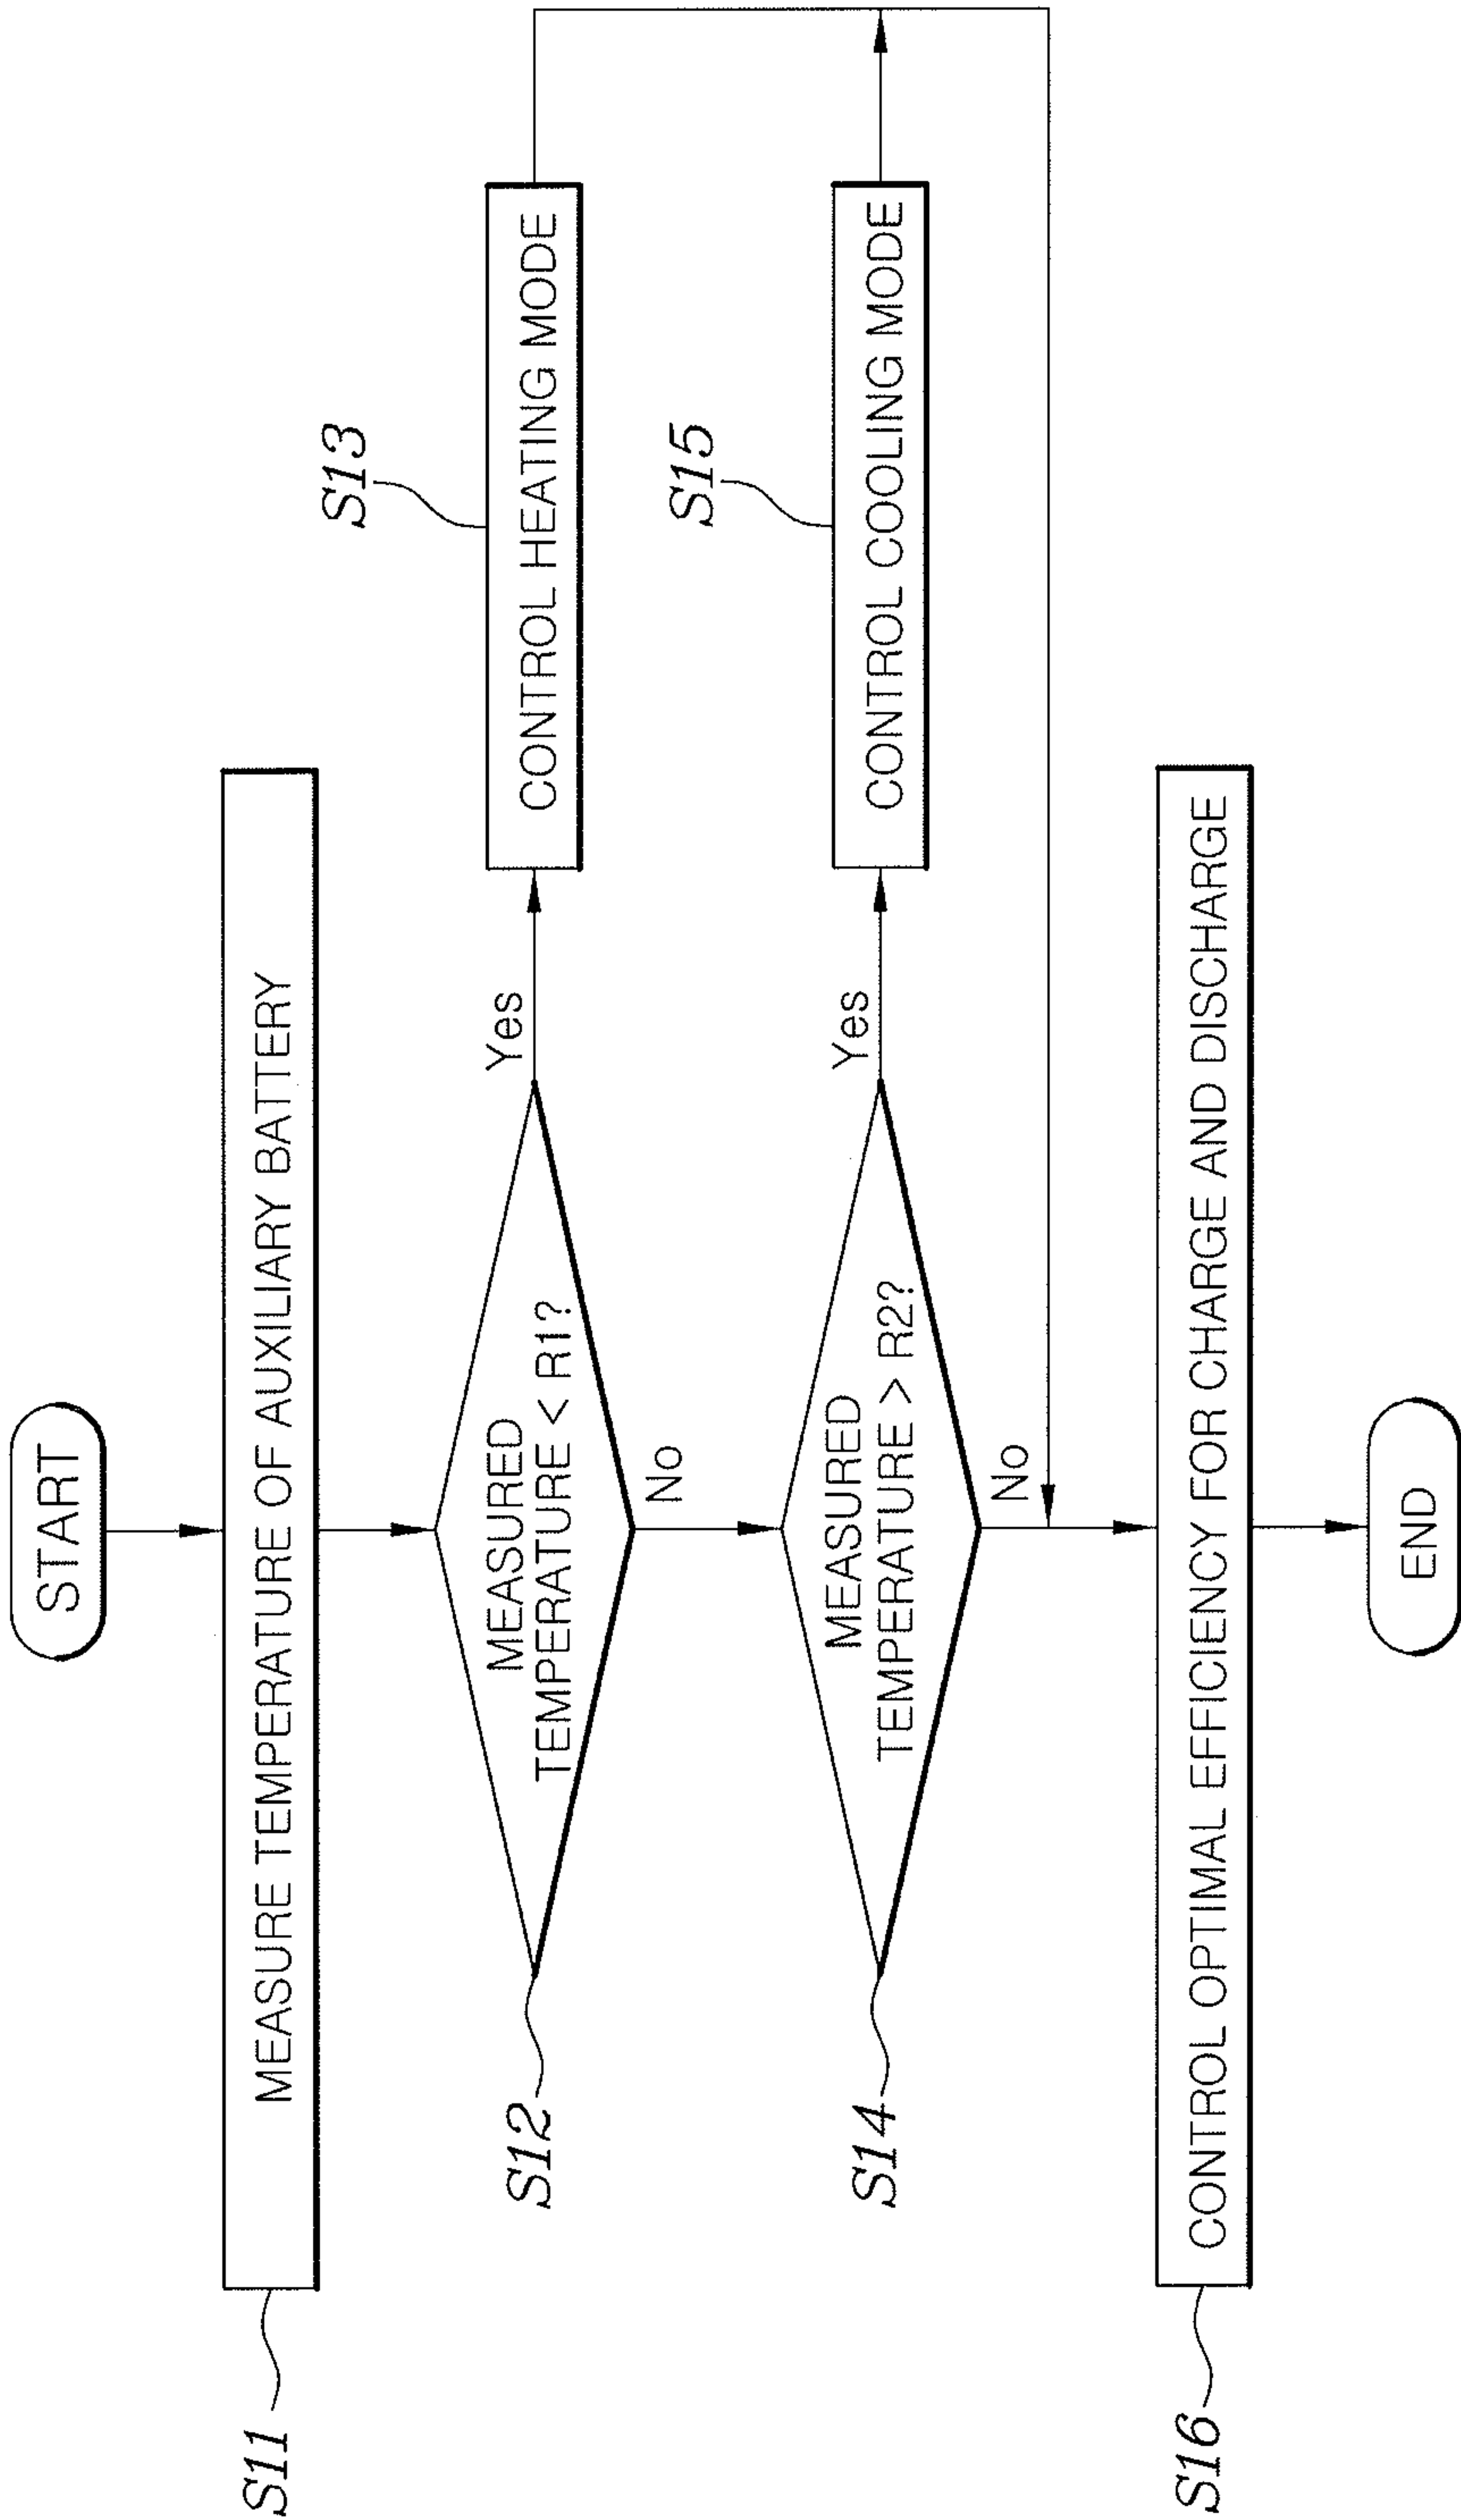 START
S11
MEASURE TEMPERATURE OF AUXILIARY BATTERY
S12
MEASURED
TEMPERATURE < R1?
Yes
S13
CONTROL HEATING MODE
No
S14
MEASURED
TEMPERATURE > R2?
Yes
S15
CONTROL COOLING MODE
No
S16
CONTROL OPTIMAL EFFICIENCY FOR CHARGE AND DISCHARGE
END